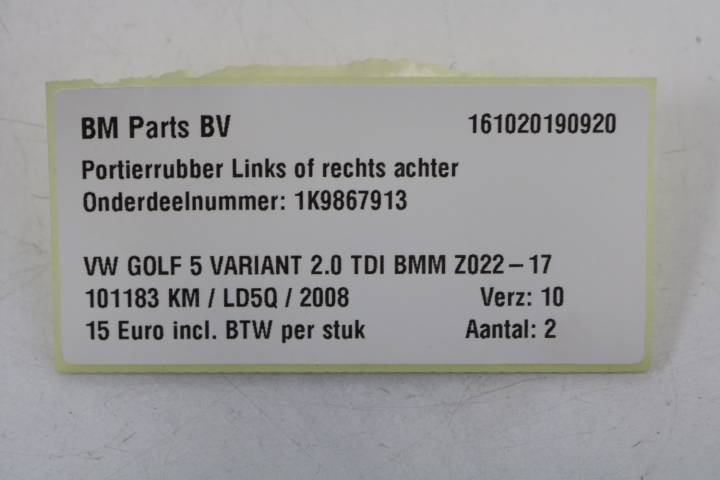 BM Parts BV 161020190920
Portierrubber Links of rechts achter
Onderdeelnummer: 1K9867913
VW GOLF 5 VARIANT 2.0 TDI BMM Z022-17
101183 KM / LD5Q / 2008 Verz: 10
15 Euro incl. BTW per stuk Aantal: 2